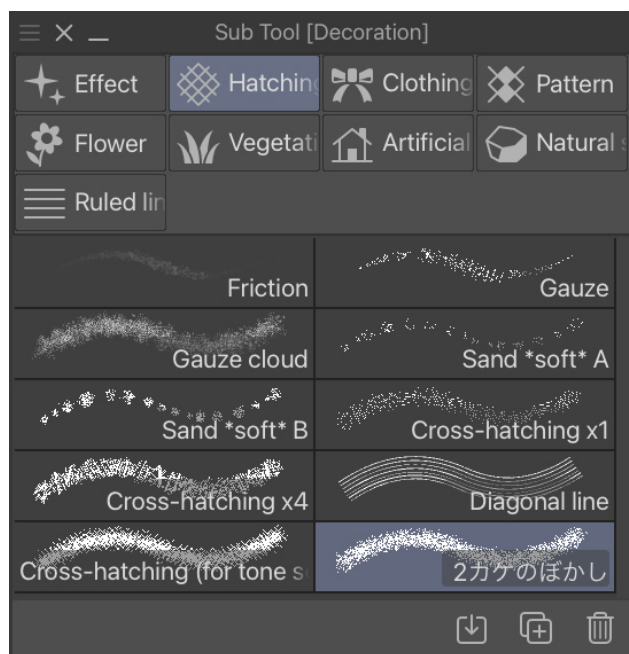 Sub Tool [Decoration]
Effect
Hatching
Clothing
Pattern
Flower
Vegetati
Artificial
Natural s
Ruled lin
Friction
Gauze
Gauze cloud
Sand *soft* A
Sand *soft* B
Cross-hatching x1
Cross-hatching x4
Diagonal line
Cross-hatching (for tone s
2カケのぼかし